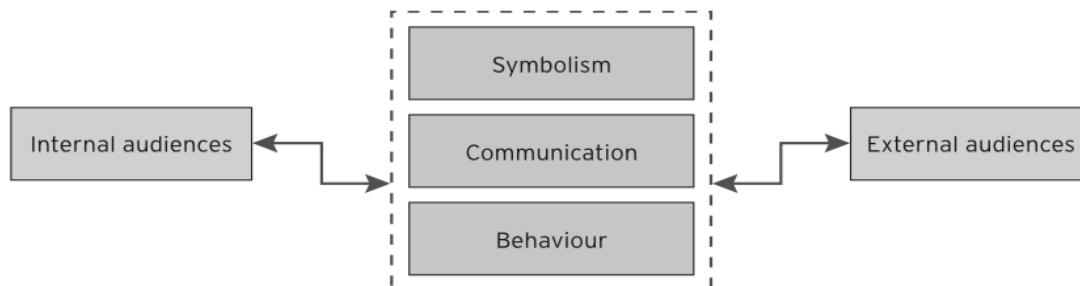 Symbolism
Internal audiences
Communication
External audiences
Behaviour